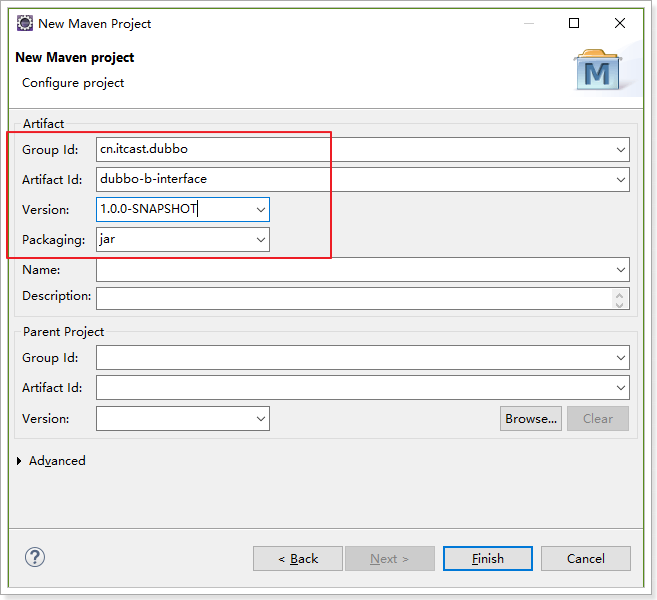 New Maven Project
New Maven project
Configure project
M
Artifact
Group Id: cn.itcast.dubbo
Artifact Id: dubbo-b-interface
Version: 1.0.0-SNAPSHOT
Packaging: jar
Name:
Description:
Parent Project
Group Id:
Artifact Id:
Version: Browse... Clear
Advanced
? < Back Next > Finish Cancel